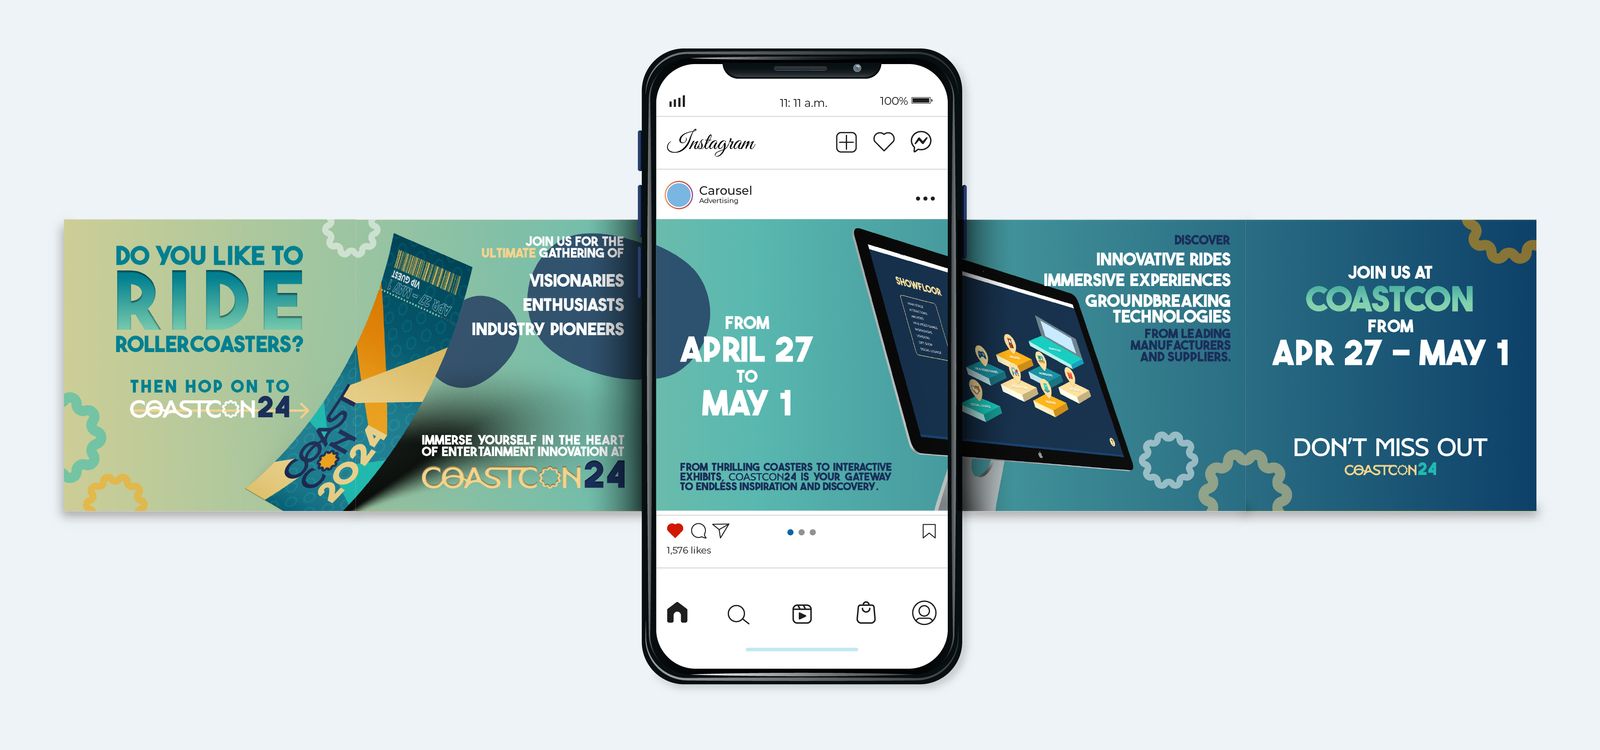 DO YOU LIKE TO
RIDE
ROLLERCOASTERS?
THEN HOP ON TO
COASTCON24
VIP GUEST
APR 27 - MAY 1
COAST
CON
2024
JOIN US FOR THE
ULTIMATE GATHERING OF
VISIONARIES
ENTHUSIASTS
INDUSTRY PIONEERS
IMMERSE YOURSELF IN THE HEART
OF ENTERTAINMENT INNOVATION AT
COASTCON24
11: 11 a.m.
100%
Instagram
Carousel
Advertising
FROM
APRIL 27
TO
MAY 1
FROM THRILLING COASTERS TO INTERACTIVE
EXHIBITS, COASTCON24 IS YOUR GATEWAY
TO ENDLESS INSPIRATION AND DISCOVERY.
SHOWFLOOR
1,576 likes
DISCOVER
INNOVATIVE RIDES
IMMERSIVE EXPERIENCES
GROUNDBREAKING
TECHNOLOGIES
FROM LEADING
MANUFACTURERS
AND SUPPLIERS.
JOIN US AT
COASTCON
FROM
APR 27 – MAY 1
DON'T MISS OUT
COASTCON24